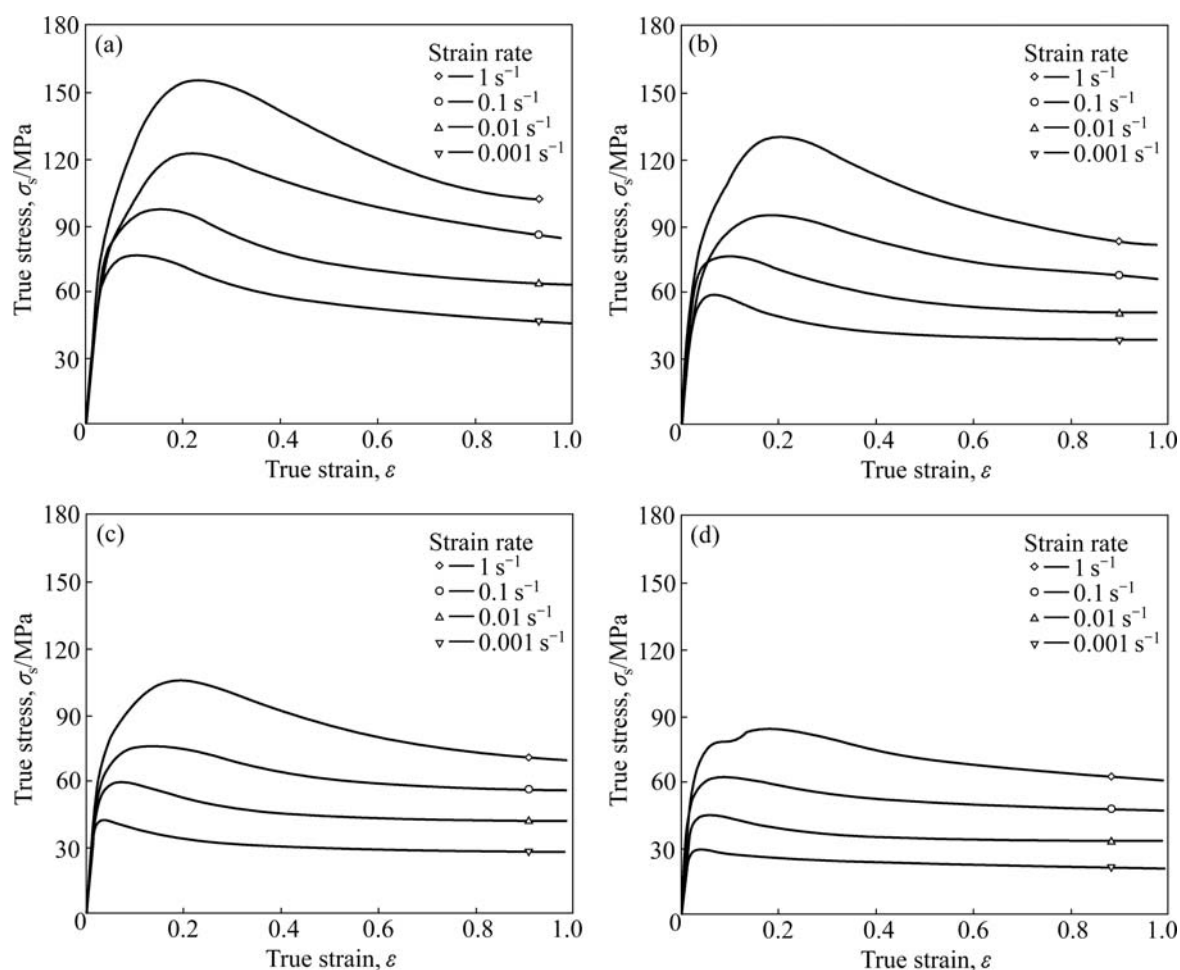 (a)
Strain rate
1 s⁻¹
0.1 s⁻¹
0.01 s⁻¹
0.001 s⁻¹
180
150
120
90
60
30
0
0.2
0.4
0.6
0.8
1.0
True stress, σs/MPa
True strain, ε
(b)
Strain rate
1 s⁻¹
0.1 s⁻¹
0.01 s⁻¹
0.001 s⁻¹
180
150
120
90
60
30
0
0.2
0.4
0.6
0.8
1.0
True stress, σs/MPa
True strain, ε
(c)
Strain rate
1 s⁻¹
0.1 s⁻¹
0.01 s⁻¹
0.001 s⁻¹
180
150
120
90
60
30
0
0.2
0.4
0.6
0.8
1.0
True stress, σs/MPa
True strain, ε
(d)
Strain rate
1 s⁻¹
0.1 s⁻¹
0.01 s⁻¹
0.001 s⁻¹
180
150
120
90
60
30
0
0.2
0.4
0.6
0.8
1.0
True stress, σs/MPa
True strain, ε